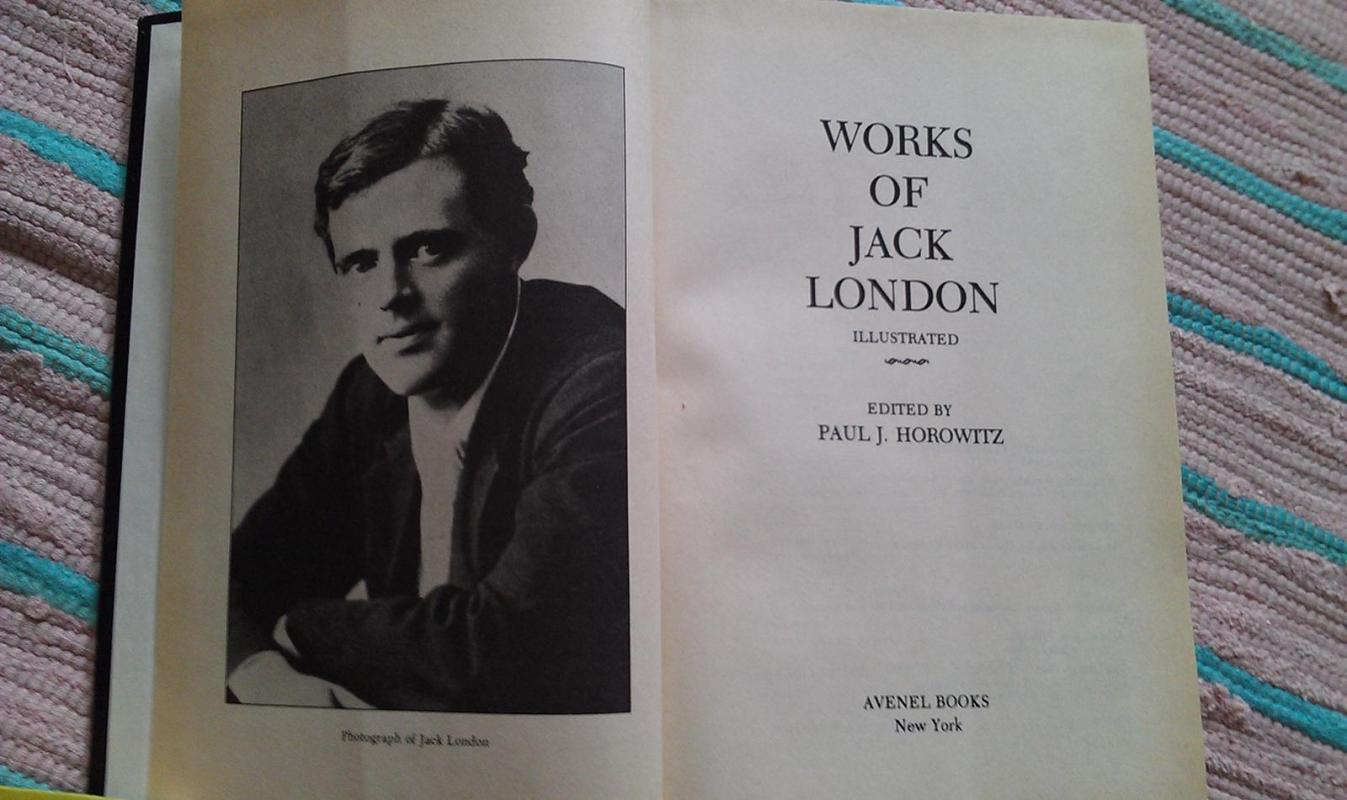 Photograph of Jack London
WORKS
OF
JACK
LONDON
ILLUSTRATED
EDITED BY
PAUL J. HOROWITZ
AVENEL BOOKS
New York